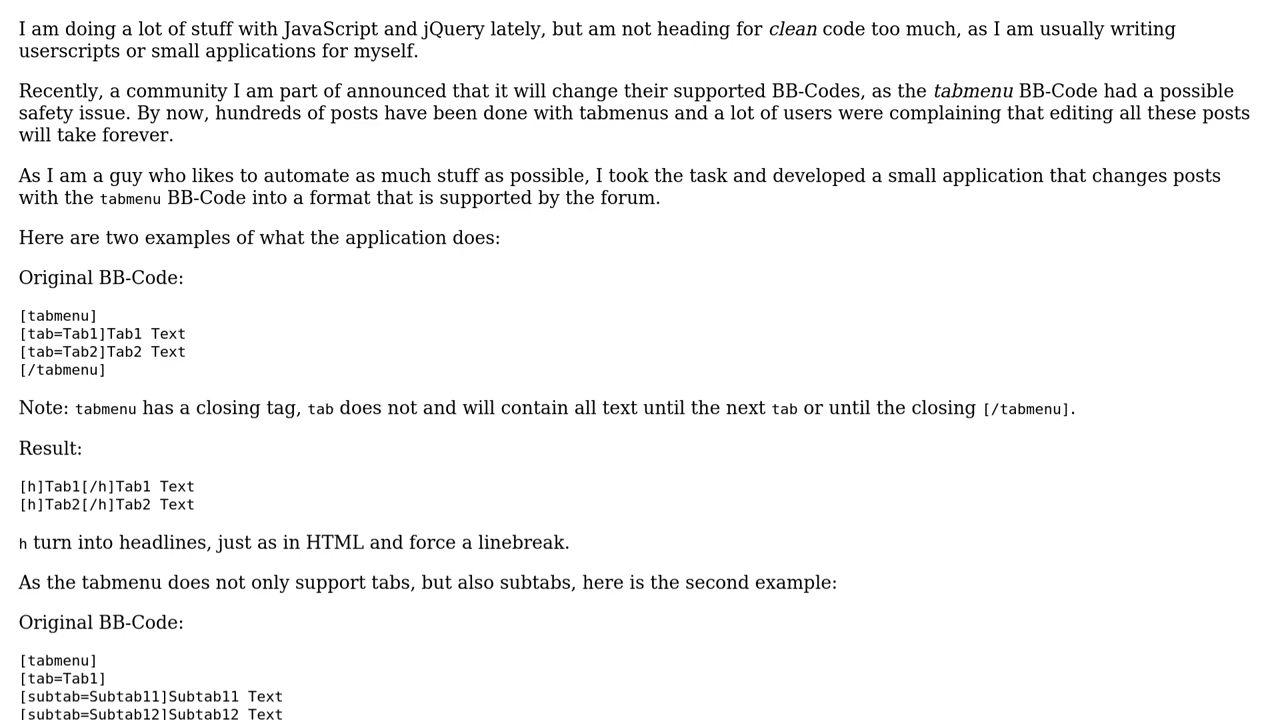 I am doing a lot of stuff with JavaScript and jQuery lately, but am not heading for clean code too much, as I am usually writing
userscripts or small applications for myself.
Recently, a community I am part of announced that it will change their supported BB-Codes, as the tabmenu BB-Code had a possible
safety issue. By now, hundreds of posts have been done with tabmenus and a lot of users were complaining that editing all these posts
will take forever.
As I am a guy who likes to automate as much stuff as possible, I took the task and developed a small application that changes posts
with the tabmenu BB-Code into a format that is supported by the forum.
Here are two examples of what the application does:
Original BB-Code:
[tabmenu]
[tab=Tab1]Tab1 Text
[tab=Tab2]Tab2 Text
[/tabmenu]
Note: tabmenu has a closing tag, tab does not and will contain all text until the next tab or until the closing [/tabmenu].
Result:
[h]Tab1[/h]Tab1 Text
[h]Tab2[/h]Tab2 Text
h turn into headlines, just as in HTML and force a linebreak.
As the tabmenu does not only support tabs, but also subtabs, here is the second example:
Original BB-Code:
[tabmenu]
[tab=Tab1]
[subtab=Subtab11]Subtab11 Text
[subtab=Subtab12]Subtab12 Text